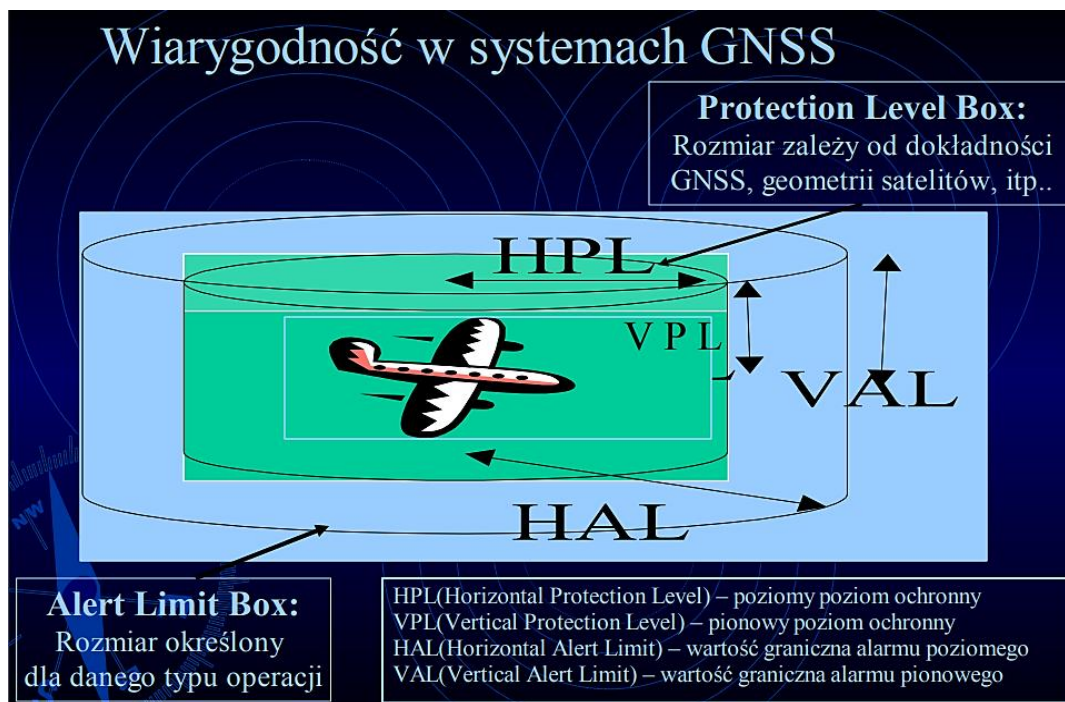 Wiarygodność w systemach GNSS
Protection Level Box:
Rozmiar zależy od dokładności
GNSS, geometrii satelitów, itp..
HPL
V P L
VAL
HAL
NW
Alert Limit Box:
Rozmiar określony
dla danego typu operacji
HPL(Horizontal Protection Level) – poziomy poziom ochronny
VPL(Vertical Protection Level) – pionowy poziom ochronny
HAL(Horizontal Alert Limit) – wartość graniczna alarmu poziomego
VAL(Vertical Alert Limit) – wartość graniczna alarmu pionowego